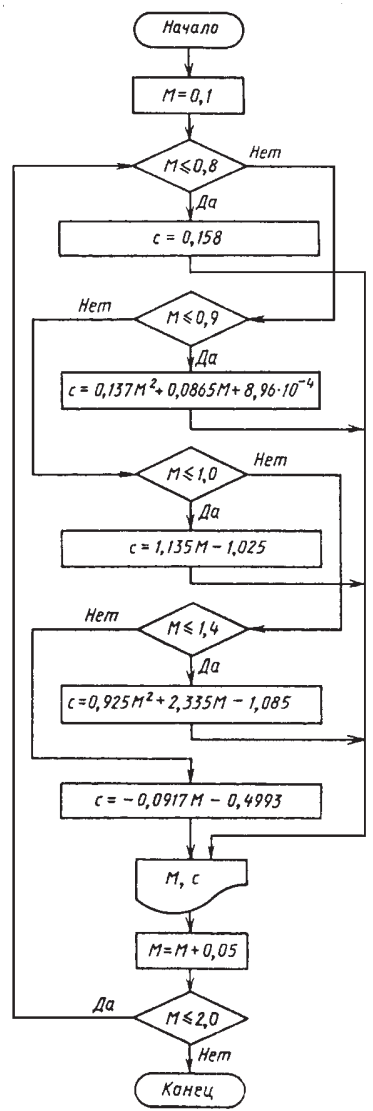 Начало
M=0,1
M⩽0,8
Нет
Да
c = 0,158
Нет
M⩽0,9
Да
c = 0,137M²+0,0865M+8,96·10⁻⁴
M⩽1,0
Нет
Да
c = 1,135M − 1,025
Нет
M⩽1,4
Да
c=0,925M²+2,335M − 1,085
c= −0,0917M − 0,4993
M, c
M=M+0,05
Да
M⩽2,0
Нет
Конец